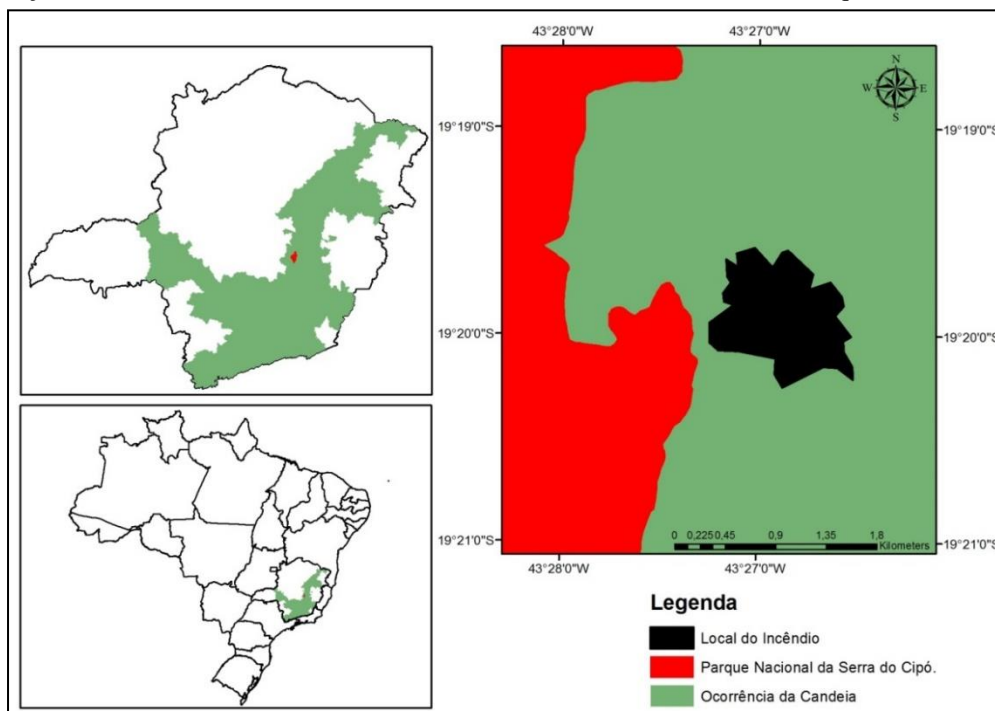 43°28'0"W 43°27'0"W
N
W E
S
19°19'0"S 19°19'0"S
19°20'0"S 19°20'0"S
19°21'0"S 19°21'0"S
0 0,225 0,45 0,9 1,35 1,8
Kilometers
43°28'0"W 43°27'0"W
Legenda
Local do Incêndio
Parque Nacional da Serra do Cipó.
Ocorrência da Candeia